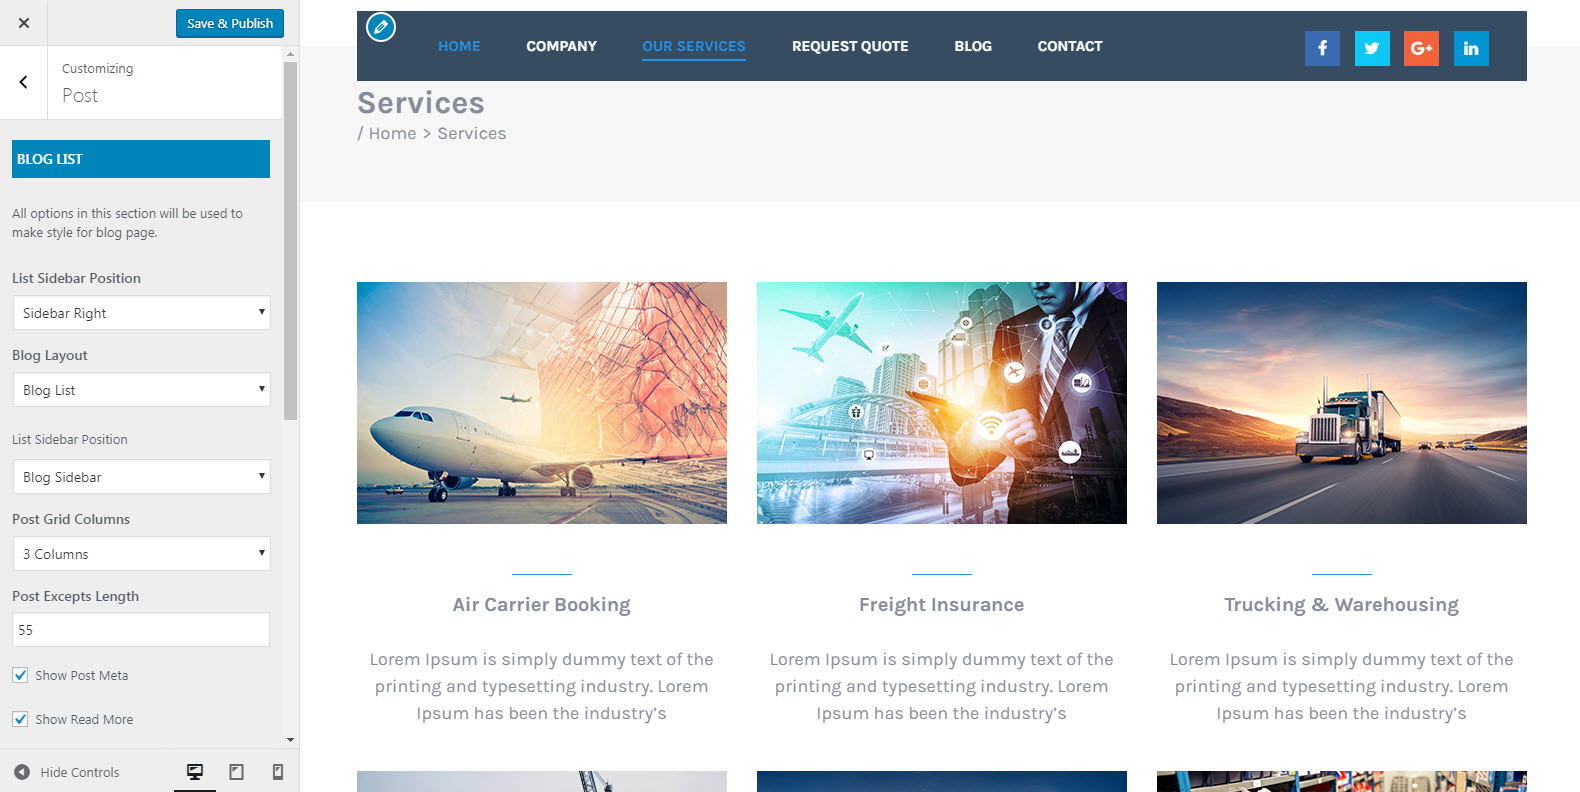 Save & Publish
Customizing
Post
BLOG LIST
All options in this section will be used to
make style for blog page.
List Sidebar Position
Sidebar Right
Blog Layout
Blog List
List Sidebar Position
Blog Sidebar
Post Grid Columns
3 Columns
Post Excepts Length
55
Show Post Meta
Show Read More
Hide Controls
HOME COMPANY OUR SERVICES REQUEST QUOTE BLOG CONTACT
Services
/ Home > Services
Air Carrier Booking
Lorem Ipsum is simply dummy text of the
printing and typesetting industry. Lorem
Ipsum has been the industry’s
Freight Insurance
Lorem Ipsum is simply dummy text of the
printing and typesetting industry. Lorem
Ipsum has been the industry’s
Trucking & Warehousing
Lorem Ipsum is simply dummy text of the
printing and typesetting industry. Lorem
Ipsum has been the industry’s